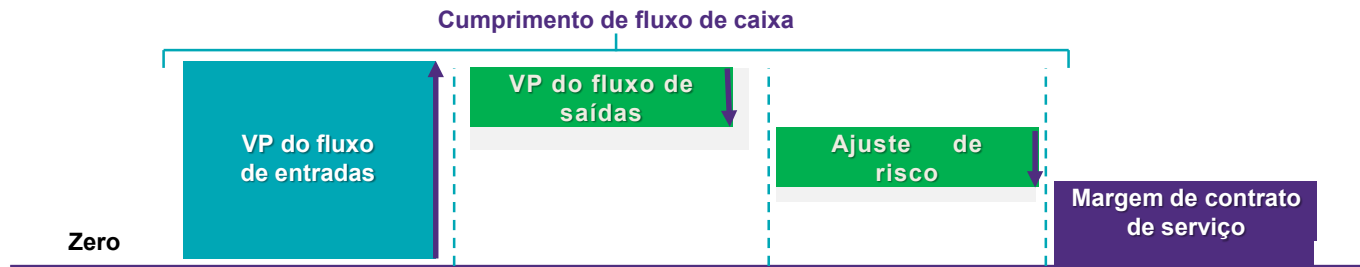 Cumprimento de fluxo de caixa
VP do fluxo de
saídas
VP do fluxo
de entradas
Ajuste de
risco
Margem de contrato
de serviço
Zero